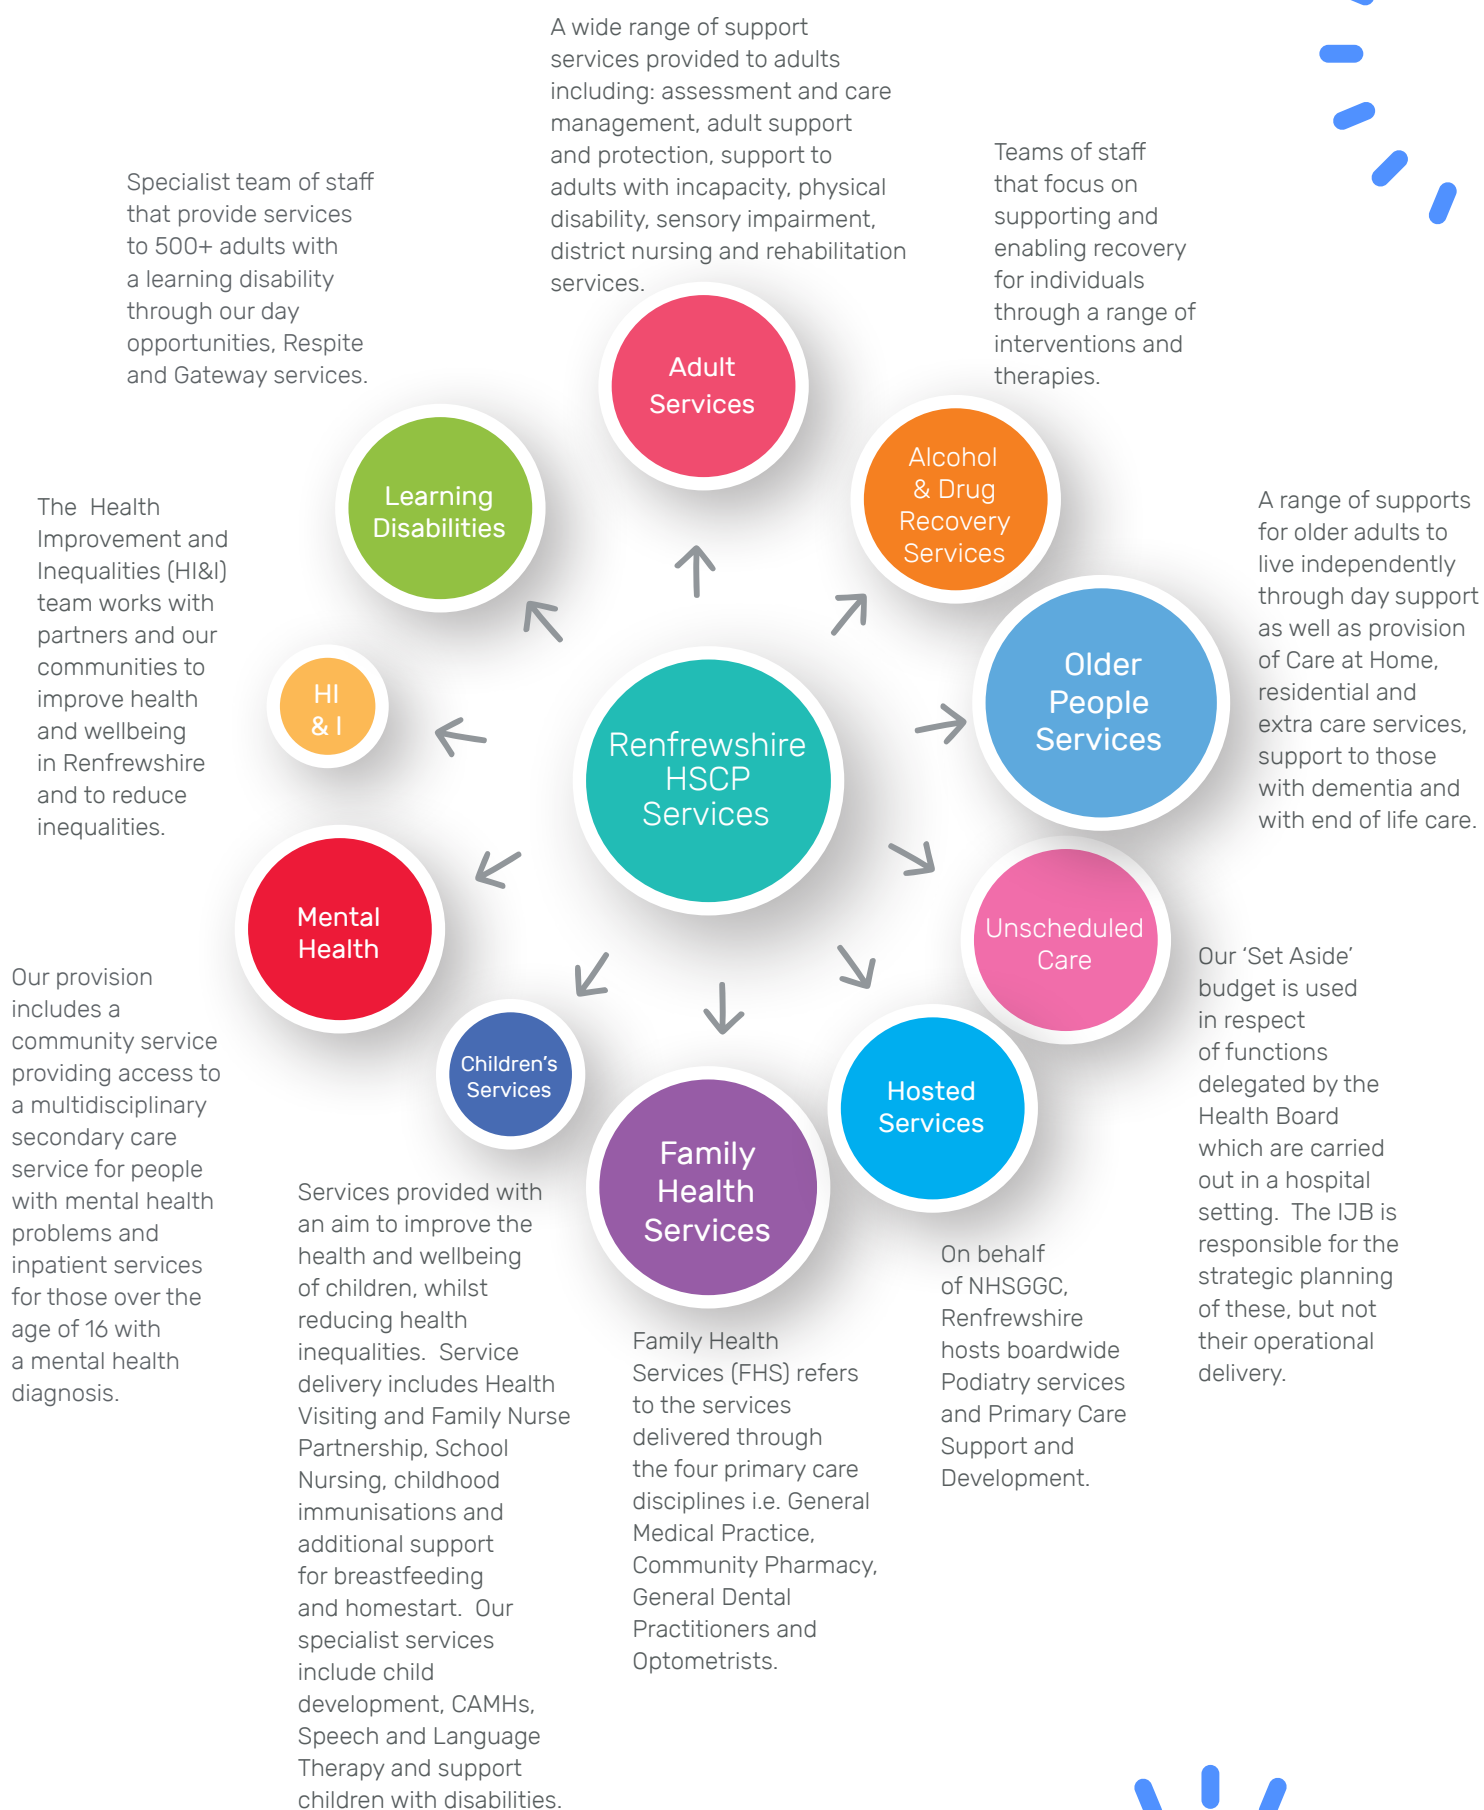 A wide range of support
services provided to adults
including: assessment and care
management, adult support
and protection, support to
adults with incapacity, physical
disability, sensory impairment,
district nursing and rehabilitation
services.
Adult
Services
Teams of staff
that focus on
supporting and
enabling recovery
for individuals
through a range of
interventions and
therapies.
Alcohol
& Drug
Recovery
Services
A range of supports
for older adults to
live independently
through day support
as well as provision
of Care at Home,
residential and
extra care services,
support to those
with dementia and
with end of life care.
Older
People
Services
Unscheduled
Care
Our ‘Set Aside’
budget is used
in respect
of functions
delegated by the
Health Board
which are carried
out in a hospital
setting.  The IJB is
responsible for the
strategic planning
of these, but not
their operational
delivery.
Hosted
Services
On behalf
of NHSGGC,
Renfrewshire
hosts boardwide
Podiatry services
and Primary Care
Support and
Development.
Family
Health
Services
Family Health
Services (FHS) refers
to the services
delivered through
the four primary care
disciplines i.e. General
Medical Practice,
Community Pharmacy,
General Dental
Practitioners and
Optometrists.
Children’s
Services
Services provided with
an aim to improve the
health and wellbeing
of children, whilst
reducing health
inequalities.  Service
delivery includes Health
Visiting and Family Nurse
Partnership, School
Nursing, childhood
immunisations and
additional support
for breastfeeding
and homestart.  Our
specialist services
include child
development, CAMHs,
Speech and Language
Therapy and support
children with disabilities.
Mental
Health
Our provision
includes a
community service
providing access to
a multidisciplinary
secondary care
service for people
with mental health
problems and
inpatient services
for those over the
age of 16 with
a mental health
diagnosis.
HI
& I
The  Health
Improvement and
Inequalities (HI&I)
team works with
partners and our
communities to
improve health
and wellbeing
in Renfrewshire
and to reduce
inequalities.
Learning
Disabilities
Specialist team of staff
that provide services
to 500+ adults with
a learning disability
through our day
opportunities, Respite
and Gateway services.
Renfrewshire
HSCP
Services